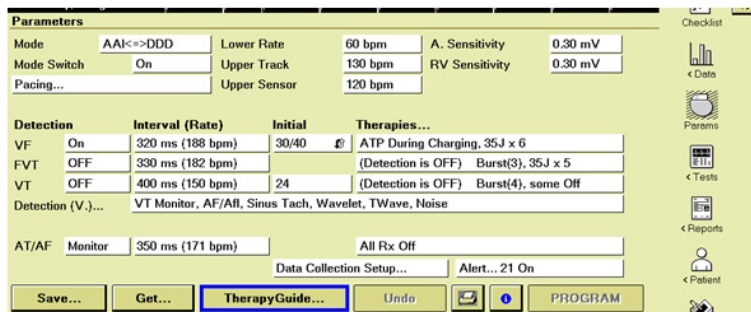 Parameters
Mode AAI<=>DDD Lower Rate 60 bpm A. Sensitivity 0.30 mV
Mode Switch On Upper Track 130 bpm RV Sensitivity 0.30 mV
Pacing... Upper Sensor 120 bpm
Detection Interval (Rate) Initial Therapies...
VF On 320 ms (188 bpm) 30/40 ATP During Charging, 35J x 6
FVT OFF 330 ms (182 bpm) (Detection is OFF) Burst(3), 35J x 5
VT OFF 400 ms (150 bpm) 24 (Detection is OFF) Burst(4), some Off
Detection (V.)... VT Monitor, AF/Afl, Sinus Tach, Wavelet, TWave, Noise
AT/AF Monitor 350 ms (171 bpm) All Rx Off
Data Collection Setup... Alert... 21 On
Save... Get... TherapyGuide... Undo i PROGRAM
Checklist
< Data
Params
< Tests
< Reports
< Patient